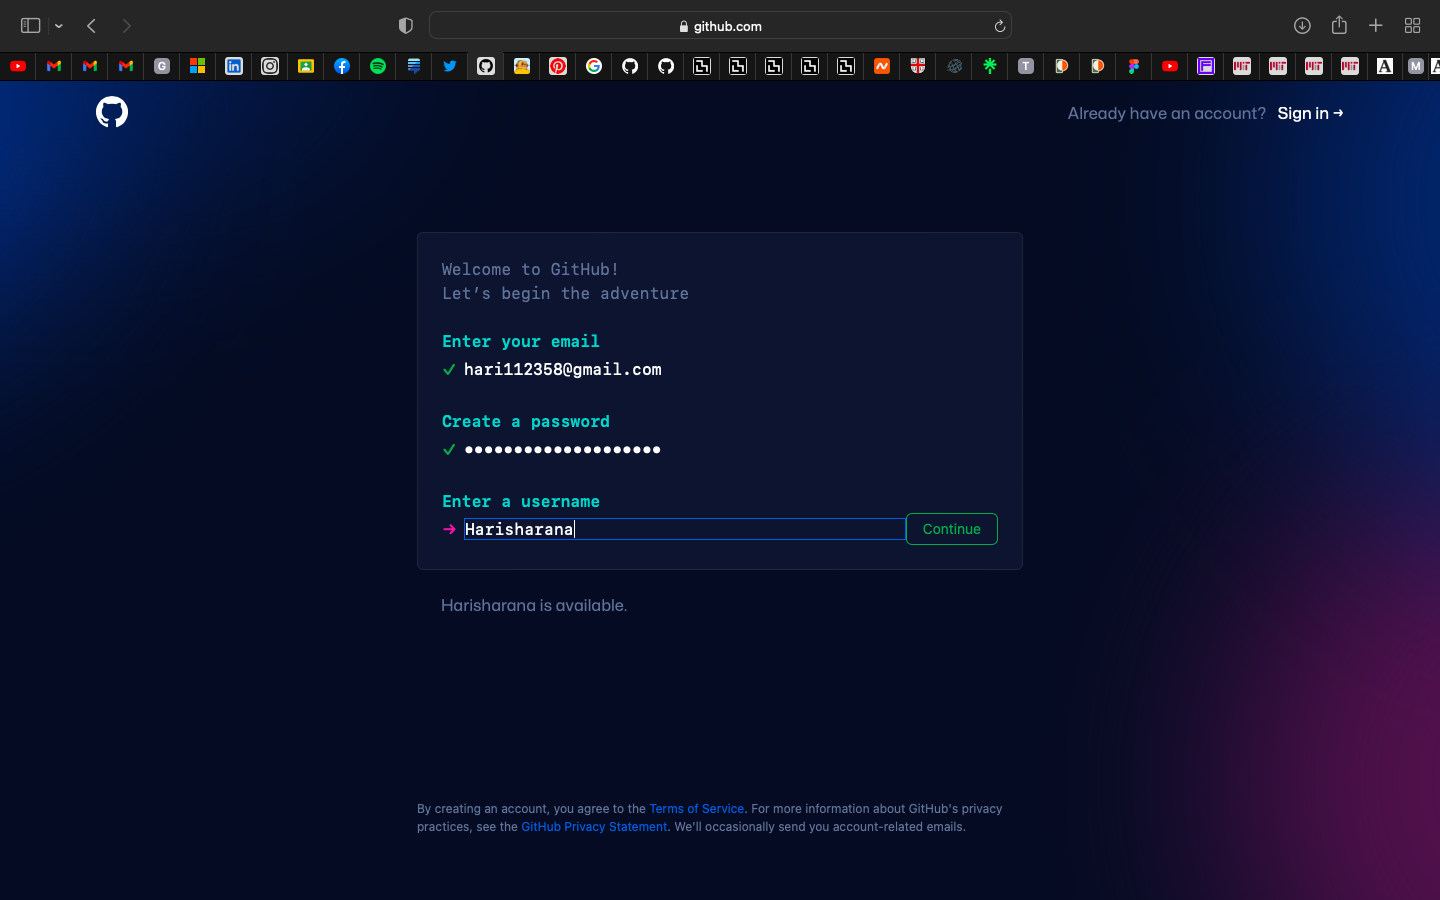 github.com
G
T
M
Already have an account? Sign in →
Welcome to GitHub!
Let’s begin the adventure
Enter your email
✓ hari112358@gmail.com
Create a password
✓ ••••••••••••••••••••
Enter a username
→ Harisharana
Continue
Harisharana is available.
By creating an account, you agree to the Terms of Service. For more information about GitHub's privacy
practices, see the GitHub Privacy Statement. We'll occasionally send you account-related emails.